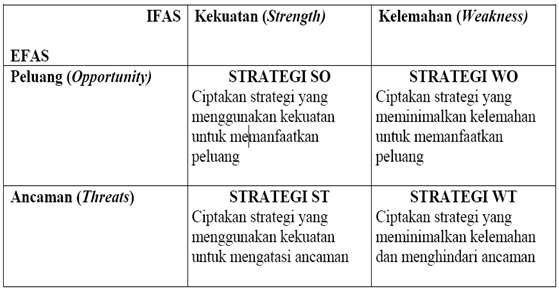 IFAS
EFAS
Kekuatan (Strength)
Kelemahan (Weakness)
Peluang (Opportunity)
STRATEGI SO
Ciptakan strategi yang
menggunakan kekuatan
untuk memanfaatkan
peluang
STRATEGI WO
Ciptakan strategi yang
meminimalkan kelemahan
untuk memanfaatkan
peluang
Ancaman (Threats)
STRATEGI ST
Ciptakan strategi yang
menggunakan kekuatan
untuk mengatasi ancaman
STRATEGI WT
Ciptakan strategi yang
meminimalkan kelemahan
dan menghindari ancaman